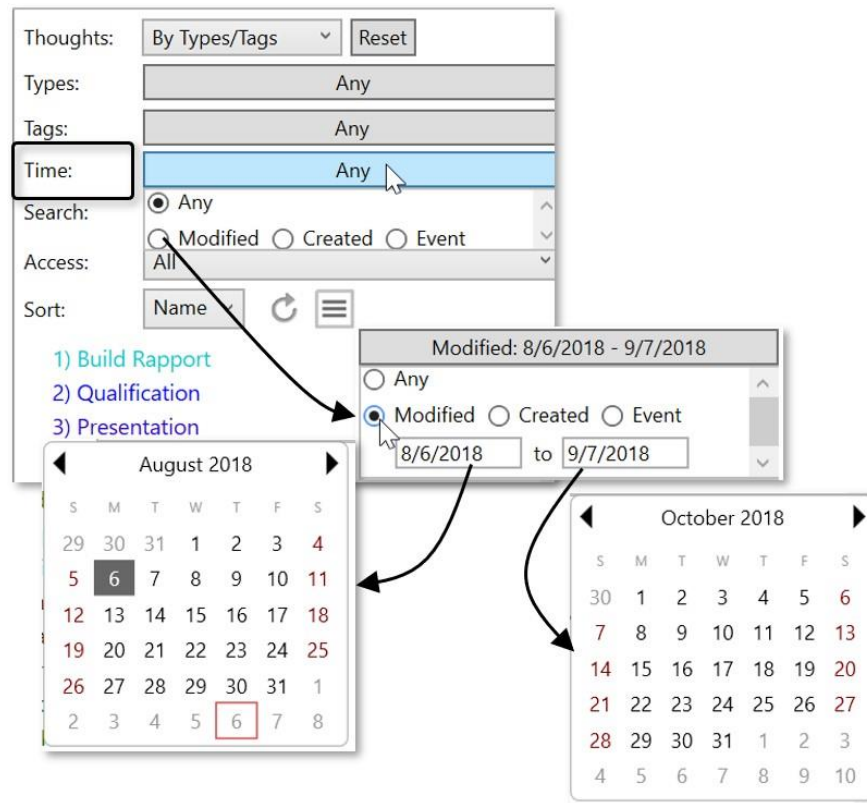 Thoughts: By Types/Tags Reset
Types: Any
Tags: Any
Time: Any
Search: Any
Modified Created Event
Access: All
Sort: Name
1) Build Rapport
2) Qualification
3) Presentation
Modified: 8/6/2018 - 9/7/2018
Any
Modified Created Event
8/6/2018 to 9/7/2018
August 2018
S M T W T F S
29 30 31 1 2 3 4
5 6 7 8 9 10 11
12 13 14 15 16 17 18
19 20 21 22 23 24 25
26 27 28 29 30 31 1
2 3 4 5 6 7 8
October 2018
S M T W T F S
30 1 2 3 4 5 6
7 8 9 10 11 12 13
14 15 16 17 18 19 20
21 22 23 24 25 26 27
28 29 30 31 1 2 3
4 5 6 7 8 9 10